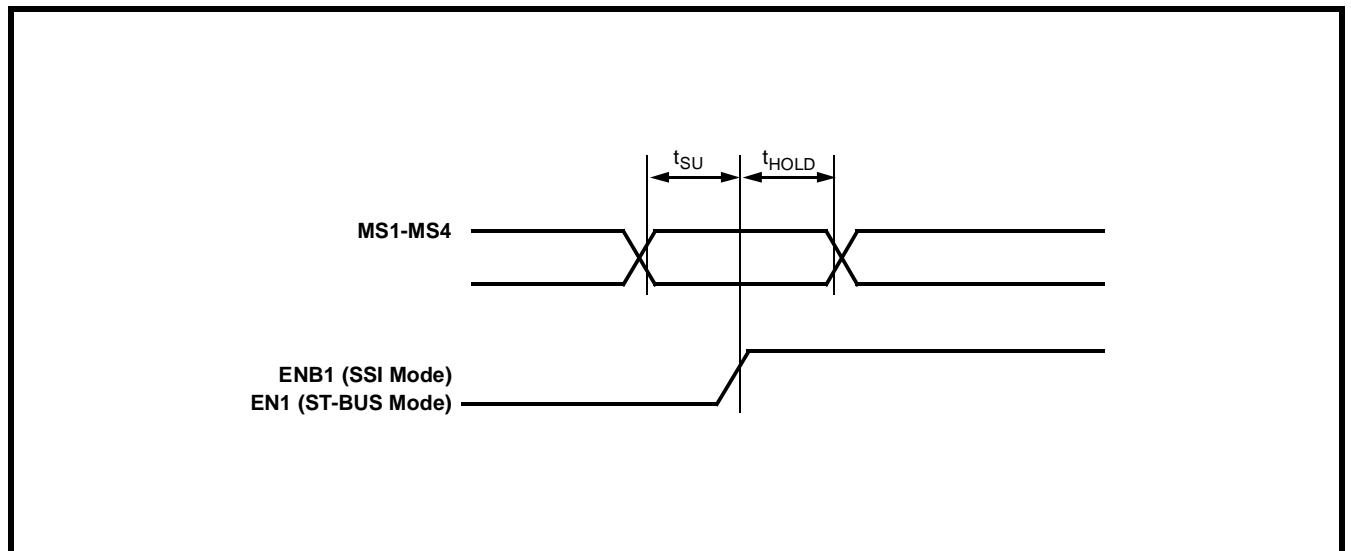 tSU
tHOLD
MS1-MS4
ENB1 (SSI Mode)
EN1 (ST-BUS Mode)